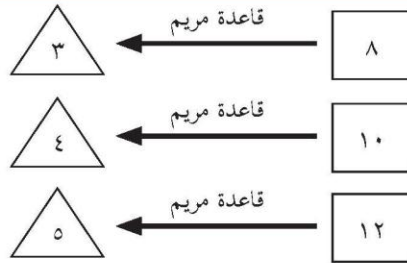 ٨ قاعدة مريم ٣
١٠ قاعدة مريم ٤
١٢ قاعدة مريم ٥